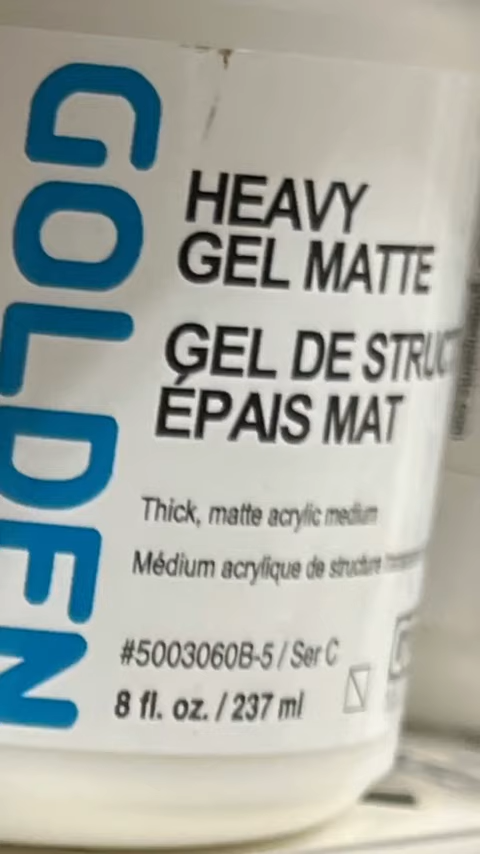 GOLDEN
HEAVY
GEL MATTE
GEL DE STRUCT
ÉPAIS MAT
Thick, matte acrylic medium
Médium acrylique de structure
#5003060B-5 / Ser C
8 fl. oz. / 237 ml